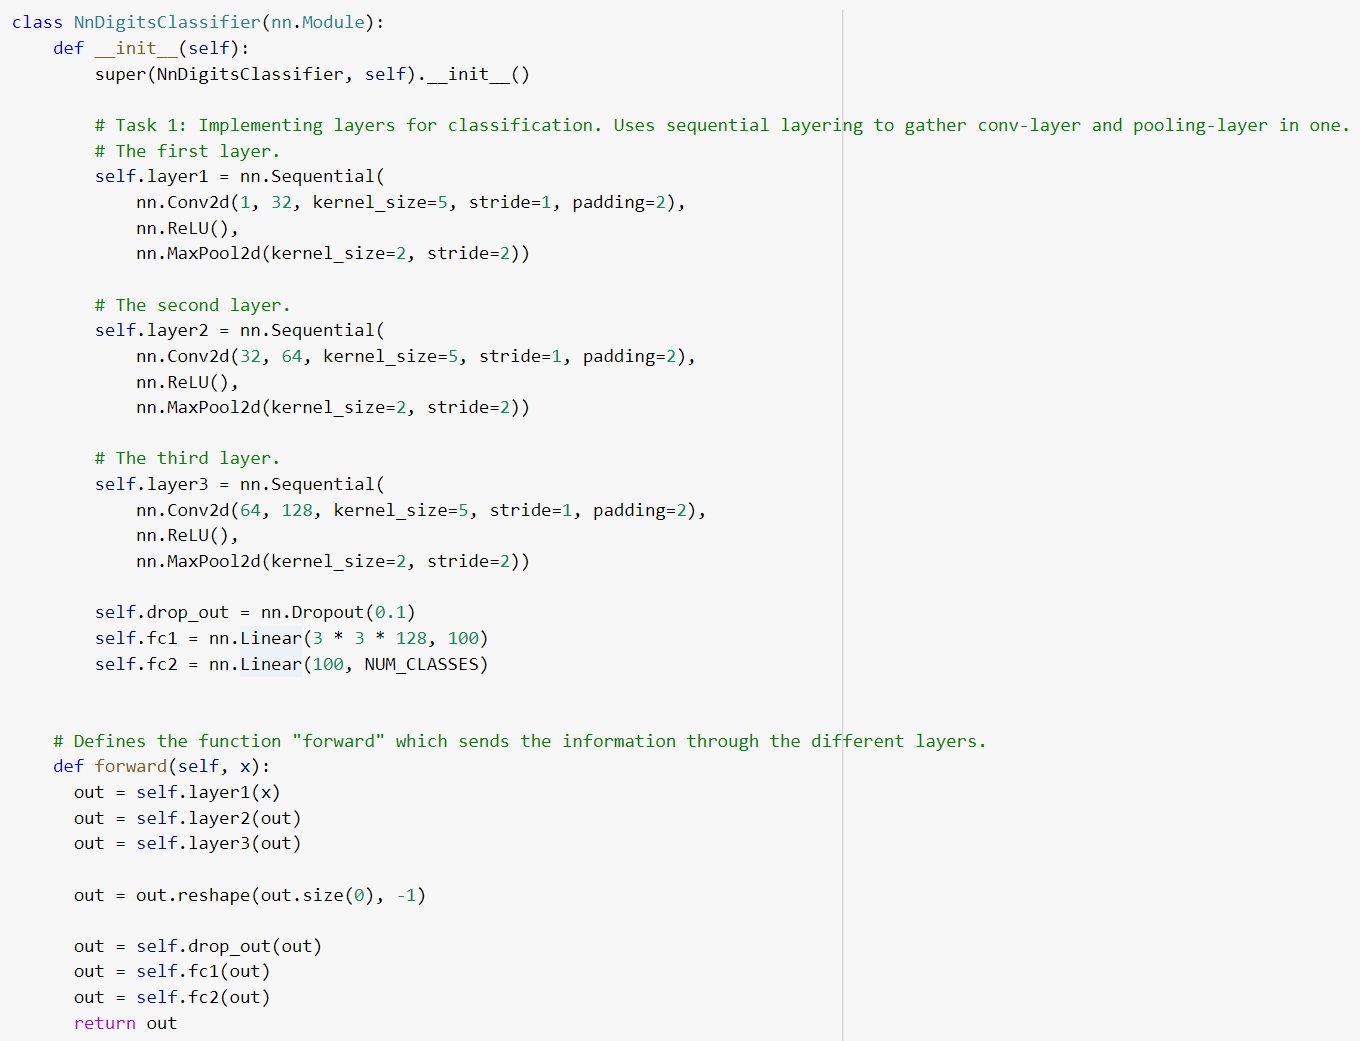 class NnDigitsClassifier(nn.Module):
    def __init__(self):
        super(NnDigitsClassifier, self).__init__()

        # Task 1: Implementing layers for classification. Uses sequential layering to gather conv-layer and pooling-layer in one.
        # The first layer.
        self.layer1 = nn.Sequential(
            nn.Conv2d(1, 32, kernel_size=5, stride=1, padding=2),
            nn.ReLU(),
            nn.MaxPool2d(kernel_size=2, stride=2))

        # The second layer.
        self.layer2 = nn.Sequential(
            nn.Conv2d(32, 64, kernel_size=5, stride=1, padding=2),
            nn.ReLU(),
            nn.MaxPool2d(kernel_size=2, stride=2))

        # The third layer.
        self.layer3 = nn.Sequential(
            nn.Conv2d(64, 128, kernel_size=5, stride=1, padding=2),
            nn.ReLU(),
            nn.MaxPool2d(kernel_size=2, stride=2))

        self.drop_out = nn.Dropout(0.1)
        self.fc1 = nn.Linear(3 * 3 * 128, 100)
        self.fc2 = nn.Linear(100, NUM_CLASSES)


    # Defines the function "forward" which sends the information through the different layers.
    def forward(self, x):
      out = self.layer1(x)
      out = self.layer2(out)
      out = self.layer3(out)

      out = out.reshape(out.size(0), -1)

      out = self.drop_out(out)
      out = self.fc1(out)
      out = self.fc2(out)
      return out